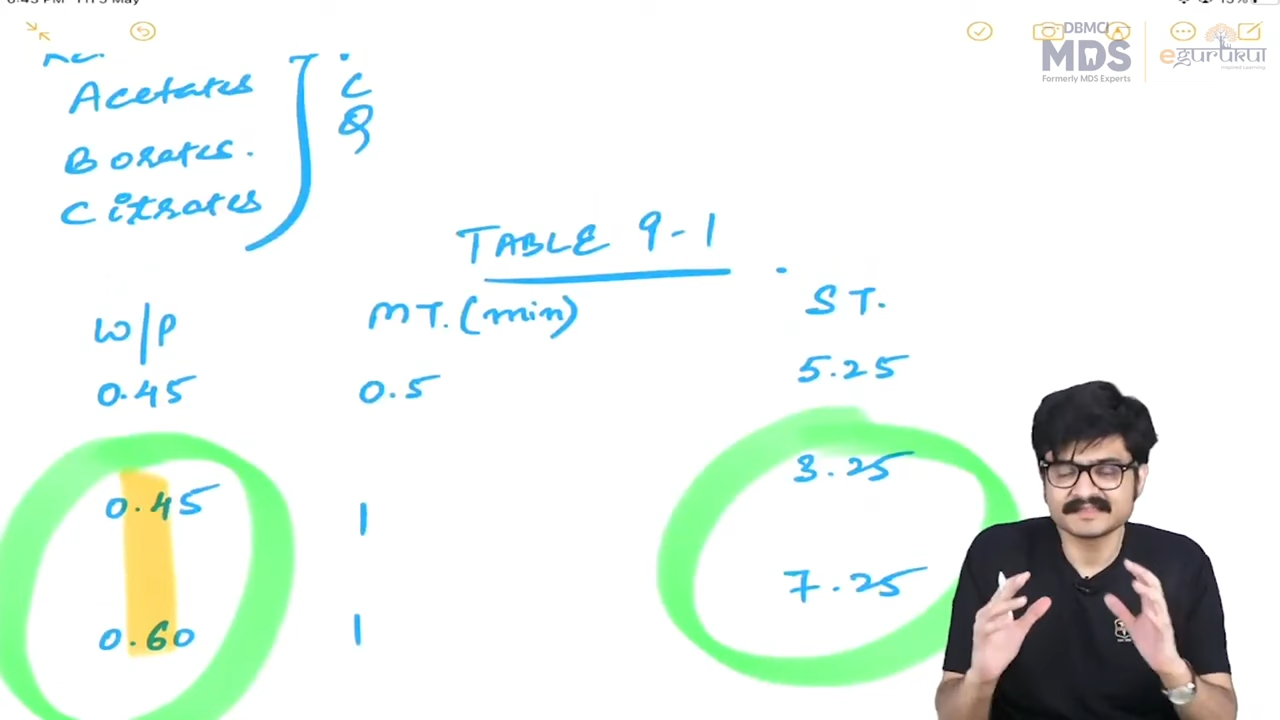 DBMCI
MDS
Formerly MDS Experts
egurukul
Acetates
Borates.
Citrates
C
Q
TABLE 9-1
W/P MT. (min) ST.
0.45 0.5 5.25
0.45 1 3.25
0.60 1 7.25